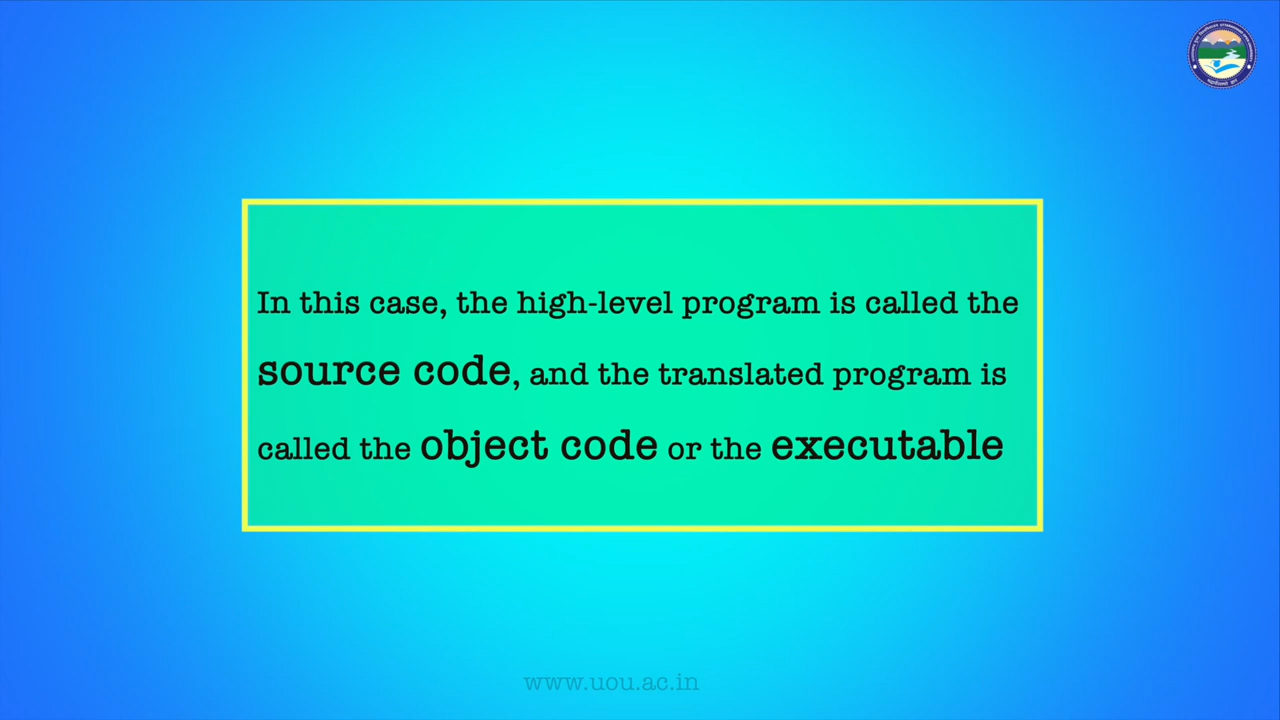 In this case, the high-level program is called the
source code, and the translated program is
called the object code or the executable
www.uou.ac.in